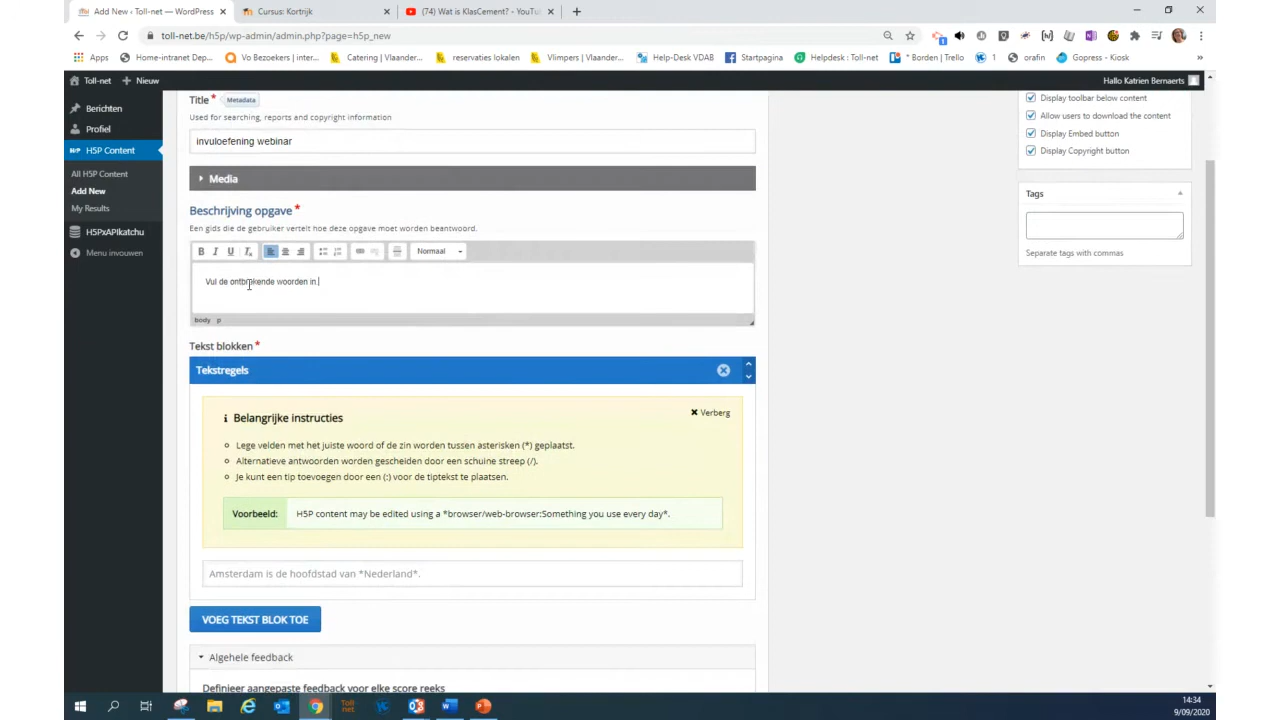 Add New ‹ Toll-net — WordPress
Cursus: Kortrijk
(74) Wat is KlasCement? - YouTu
toll-net.be/h5p/wp-admin/admin.php?page=h5p_new
Apps
Home-intranet Dep...
Vo Bezoekers | inter...
Catering | Vlaander...
reservaties lokalen
Vlimpers | Vlaander...
Help-Desk VDAB
Startpagina
Helpdesk : Toll-net
* Borden | Trello
1
orafin
Gopress - Kiosk
»
Toll-net
Nieuw
Hallo Katrien Bernaerts
Berichten
Profiel
H5P Content
All H5P Content
Add New
My Results
H5PxAPIkatchu
Menu invouwen
Title *
Metadata
Used for searching, reports and copyright information
invuloefening webinar
Media
Beschrijving opgave *
Een gids die de gebruiker vertelt hoe deze opgave moet worden beantwoord.
B I U Tx
Normaal
Vul de ontbrekende woorden in
body p
Tekst blokken *
Tekstregels
Belangrijke instructies
Verberg
Lege velden met het juiste woord of de zin worden tussen asterisken (*) geplaatst.
Alternatieve antwoorden worden gescheiden door een schuine streep (/).
Je kunt een tip toevoegen door een (:) voor de tiptekst te plaatsen.
Voorbeeld:
H5P content may be edited using a *browser/web-browser:Something you use every day*.
Amsterdam is de hoofdstad van *Nederland*.
VOEG TEKST BLOK TOE
Algehele feedback
Definieer aangepaste feedback voor elke score reeks
Display toolbar below content
Allow users to download the content
Display Embed button
Display Copyright button
Tags
Separate tags with commas
14:34
9/09/2020